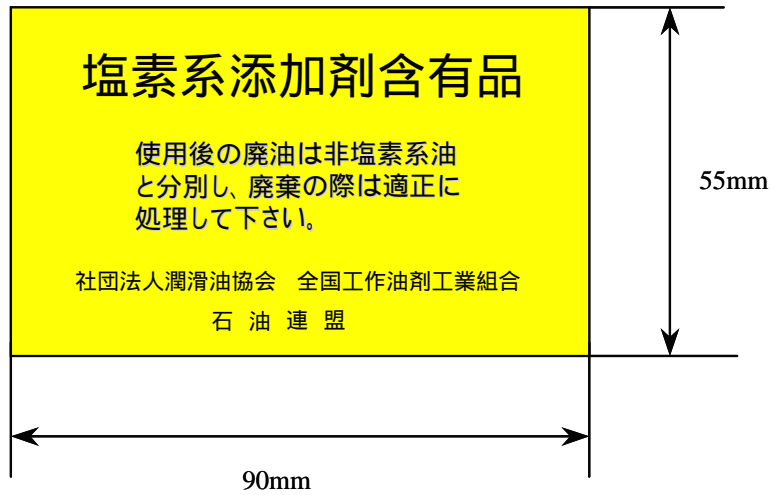 塩素系添加剤含有品
使用後の廃油は非塩素系油
と分別し、廃棄の際は適正に
処理して下さい。
社団法人潤滑油協会　全国工作油剤工業組合
石油連盟
55mm
90mm